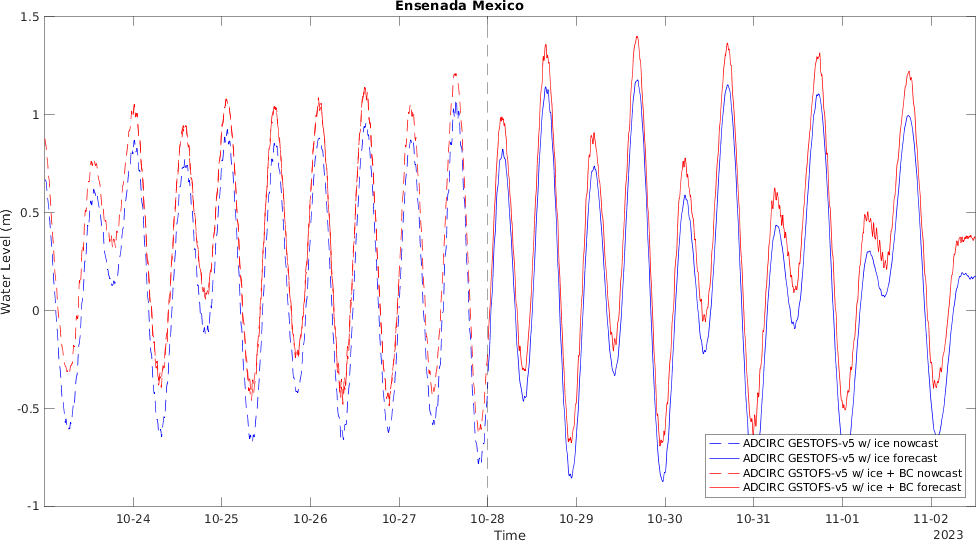 Ensenada Mexico
1.5
1
0.5
0
-0.5
-1
Water Level (m)
10-24 10-25 10-26 10-27 10-28 10-29 10-30 10-31 11-01 11-02
Time
2023
ADCIRC GESTOFS-v5 w/ ice nowcast
ADCIRC GESTOFS-v5 w/ ice forecast
ADCIRC GSTOFS-v5 w/ ice + BC nowcast
ADCIRC GSTOFS-v5 w/ ice + BC forecast